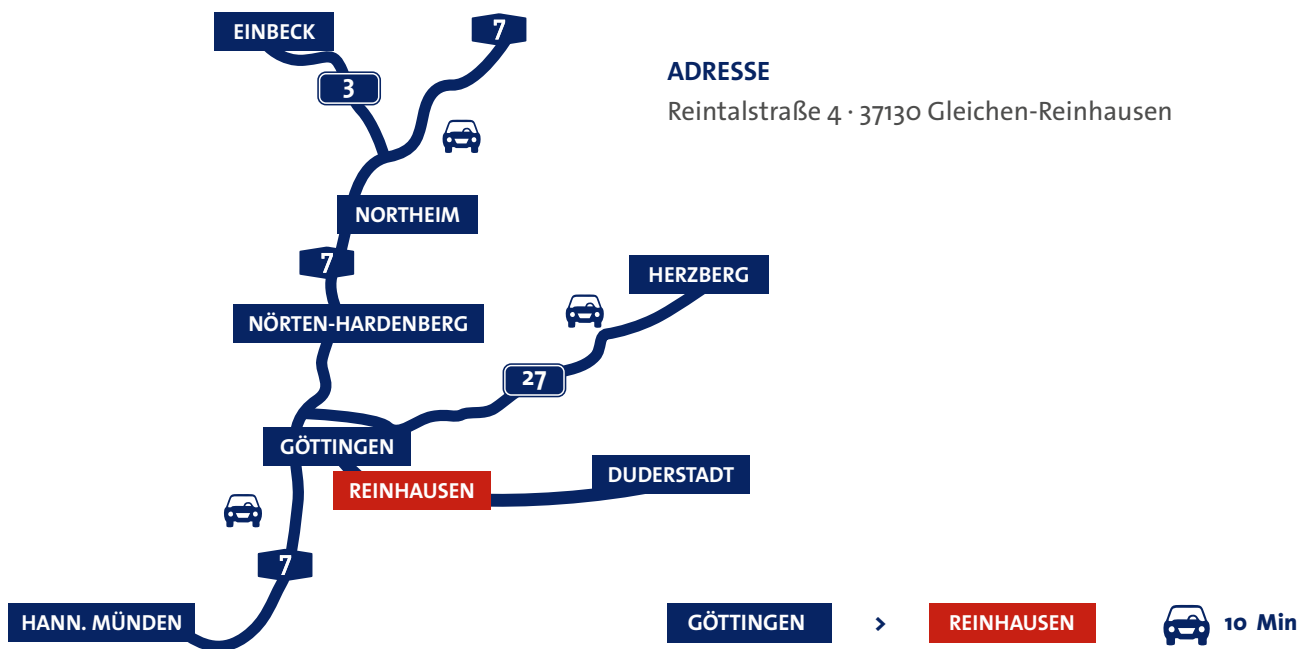 EINBECK
7
3
ADRESSE
Reintalstraße 4 · 37130 Gleichen-Reinhausen
NORTHEIM
7
HERZBERG
NÖRTEN-HARDENBERG
27
GÖTTINGEN
DUDERSTADT
REINHAUSEN
7
HANN. MÜNDEN
GÖTTINGEN > REINHAUSEN 10 Min